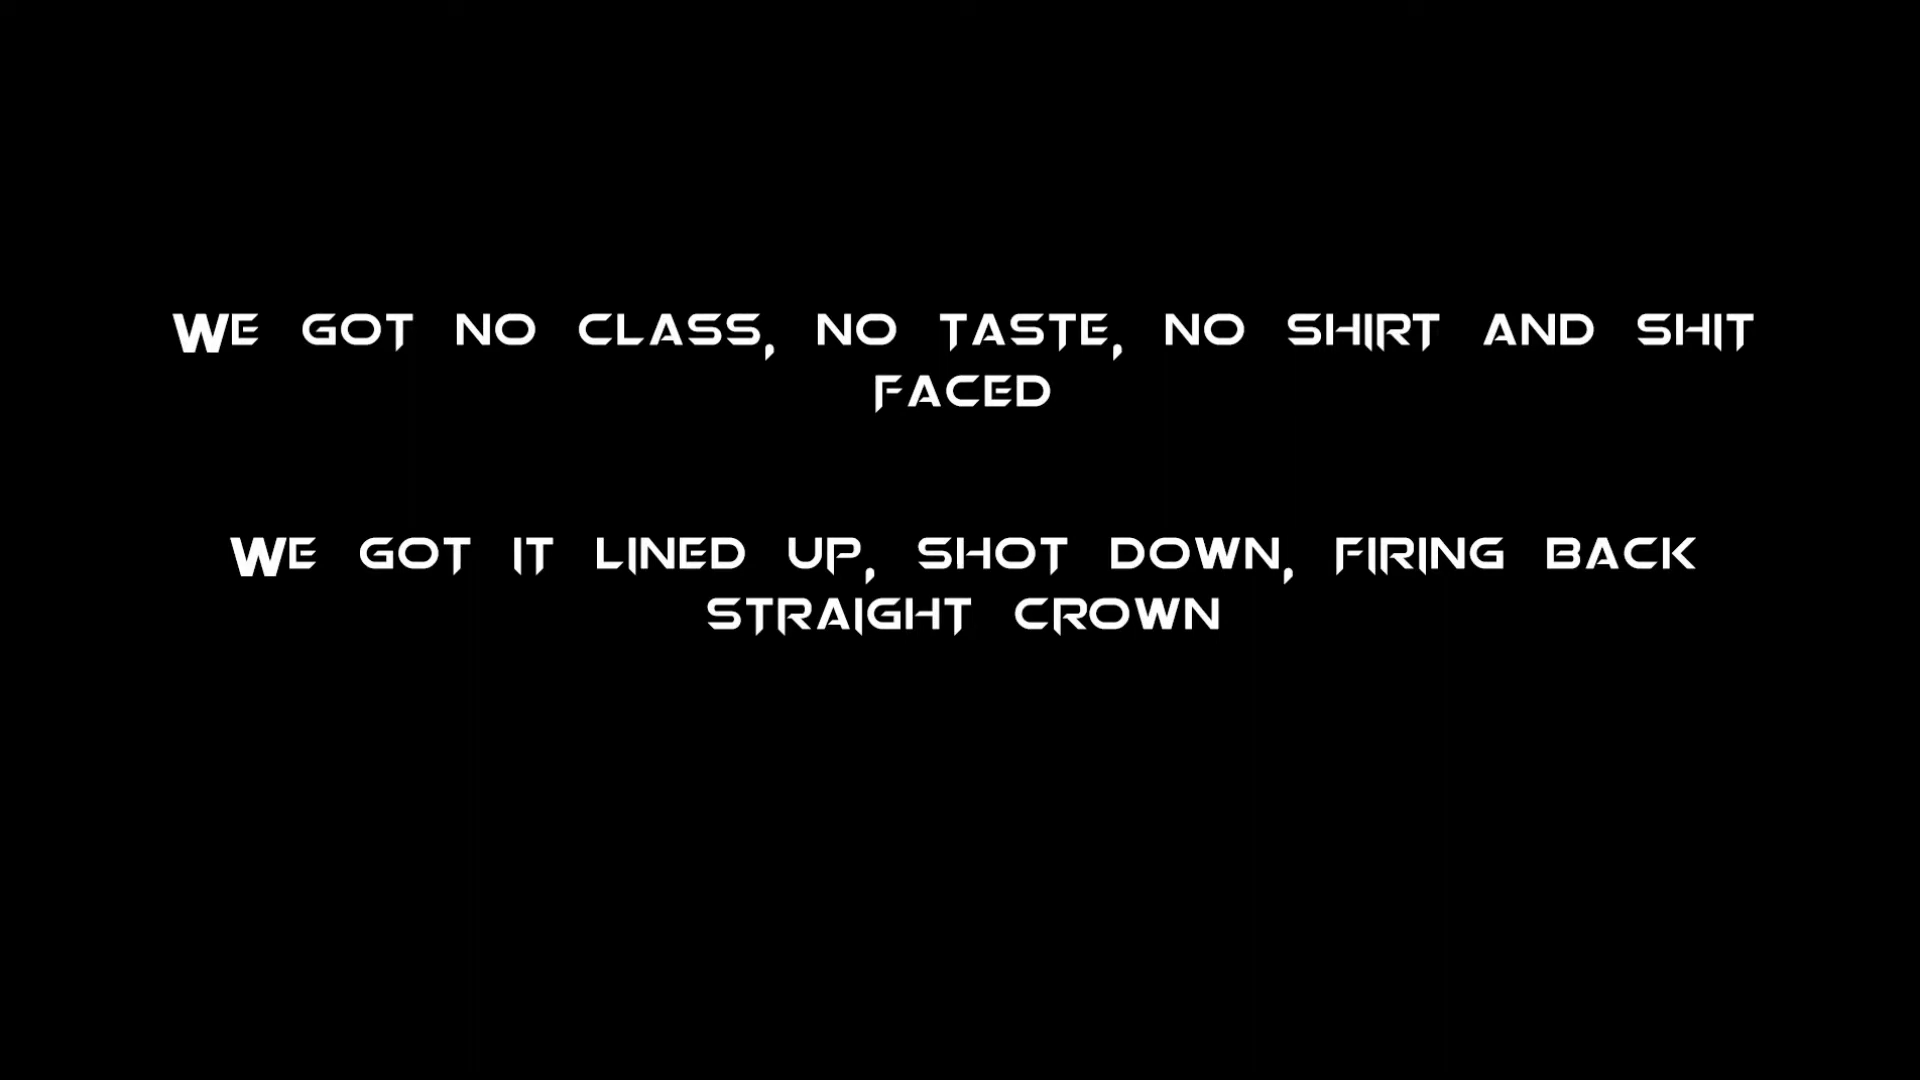 We got no class, no taste, no shirt and shit
faced
We got it lined up, shot down, firing back
straight crown